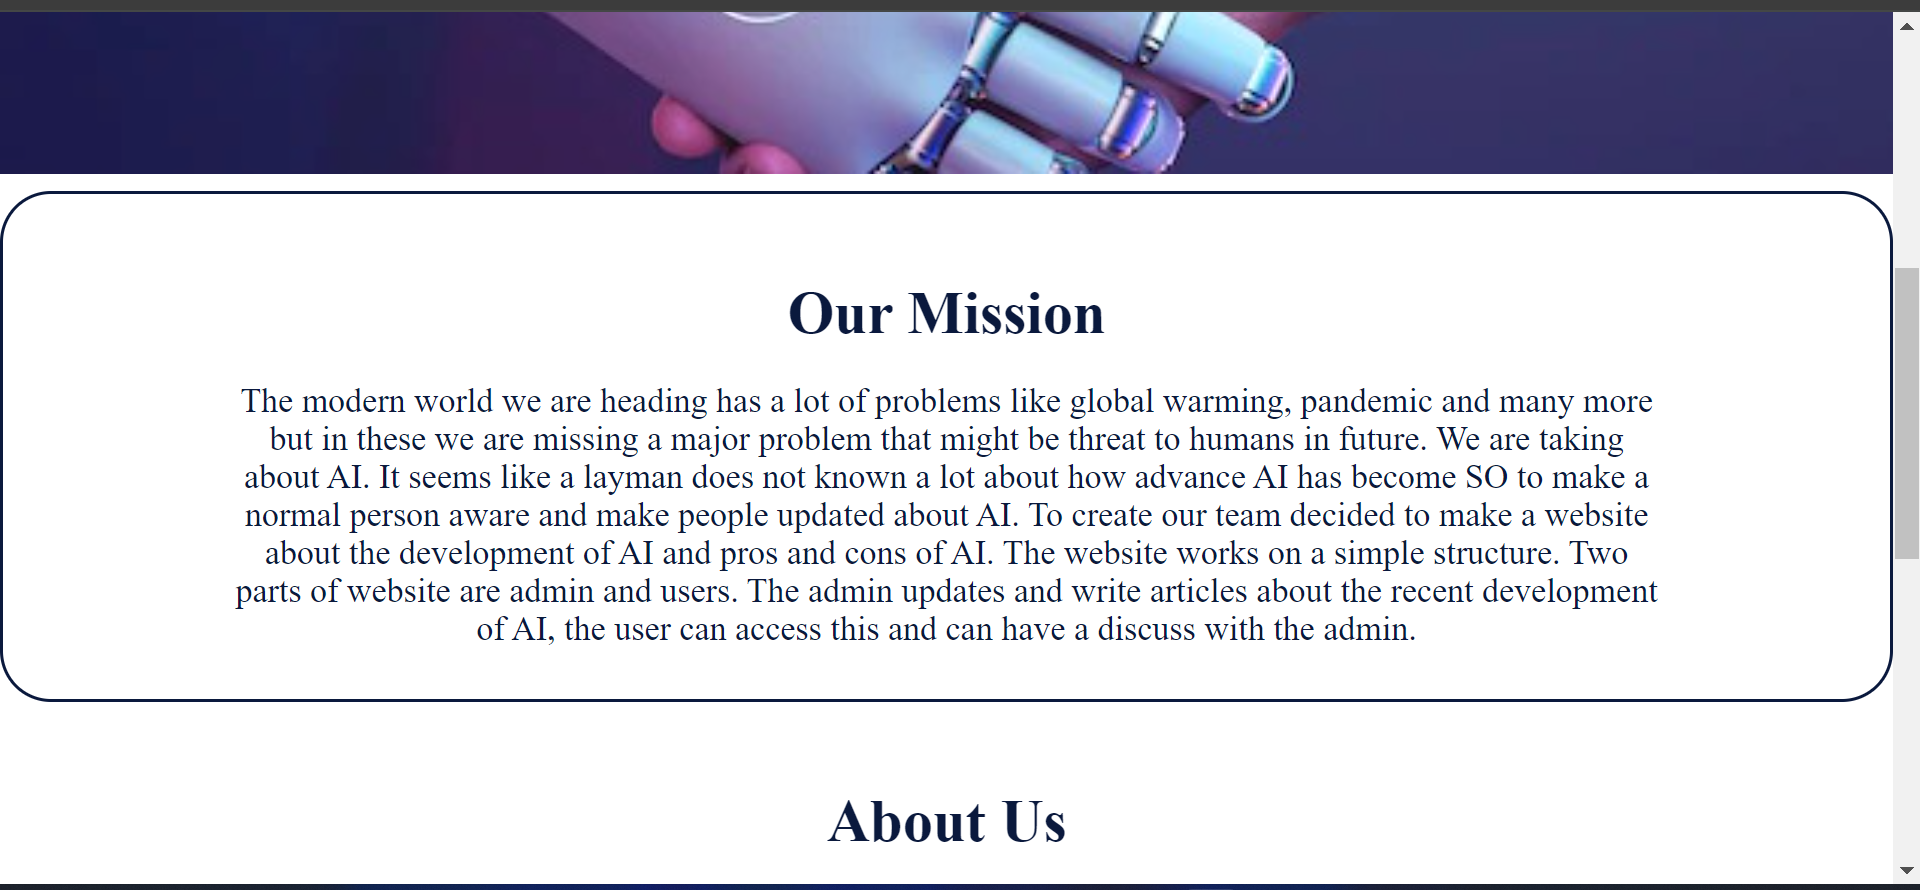 Our Mission
The modern world we are heading has a lot of problems like global warming, pandemic and many more
but in these we are missing a major problem that might be threat to humans in future. We are taking
about AI. It seems like a layman does not known a lot about how advance AI has become SO to make a
normal person aware and make people updated about AI. To create our team decided to make a website
about the development of AI and pros and cons of AI. The website works on a simple structure. Two
parts of website are admin and users. The admin updates and write articles about the recent development
of AI, the user can access this and can have a discuss with the admin.
About Us